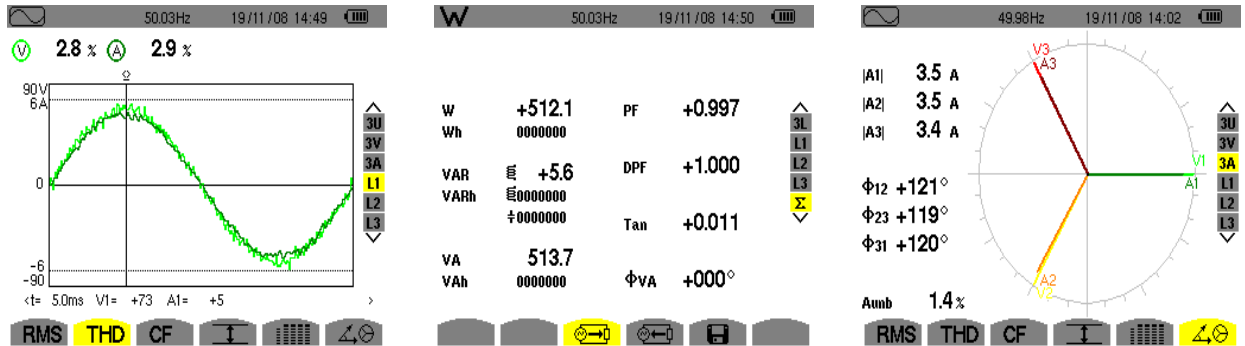 50.03Hz 19/11/08 14:49
V 2.8 % A 2.9 %
90V
6A
0
-6
-90
<t= 5.0ms V1= +73 A1= +5 >
3U
3V
3A
L1
L2
L3
RMS THD CF
W 50.03Hz 19/11/08 14:50
W +512.1 PF +0.997
Wh 0000000
VAR +5.6 DPF +1.000
VARh 0000000
0000000 Tan +0.011
VA 513.7
VAh 0000000 ΦVA +000°
3L
L1
L2
L3
Σ
49.98Hz 19/11/08 14:02
|A1| 3.5 A
|A2| 3.5 A
|A3| 3.4 A
Φ12 +121°
Φ23 +119°
Φ31 +120°
Aunb 1.4%
V3
A3
V1
A1
A2
V2
3U
3V
3A
L1
L2
L3
RMS THD CF